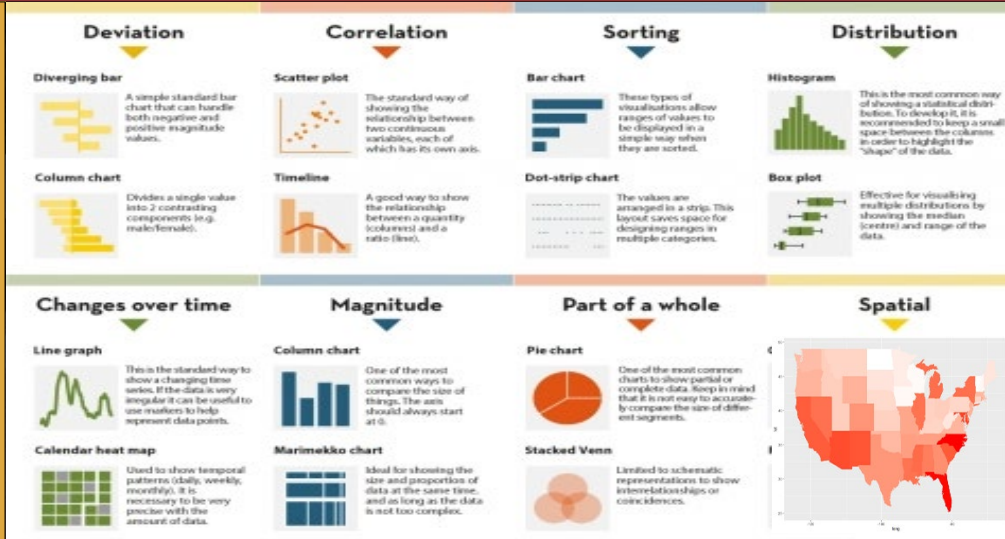 Deviation
Diverging bar
A simple standard bar
chart that can handle
both negative and
positive magnitude
values.
Column chart
Divides a single value
into 2 contrasting
components (e.g.
male/female).
Correlation
Scatter plot
The standard way of
showing the
relationship between
two continuous
variables, each of
which has its own axis.
Timeline
A good way to show
the relationship
between a quantity
(columns) and a
ratio (line).
Sorting
Bar chart
These types of
visualisations allow
ranges of values to
be displayed in a
simple way when
they are sorted.
Dot-strip chart
The values are
arranged in a strip. This
layout saves space for
designing ranges in
multiple categories.
Distribution
Histogram
This is the most common way
of showing a statistical distri-
bution. To develop it, it is
recommended to keep a small
space between the columns
in order to highlight the
"shape" of the data.
Box plot
Effective for visualising
multiple distributions by
showing the median
(centre) and range of the
data.
Changes over time
Line graph
This is the standard way to
show a changing time
series. If the data is very
irregular it can be useful to
use markers to help
represent data points.
Calendar heat map
Used to show temporal
patterns (daily, weekly,
monthly). It is
necessary to be very
precise with the
amount of data.
Magnitude
Column chart
One of the most
common ways to
compare the size of
things. The axis
should always start
at 0.
Marimekko chart
Ideal for showing the
size and proportion of
data at the same time,
and as long as the data
is not too complex.
Part of a whole
Pie chart
One of the most common
charts to show partial or
complete data. Keep in mind
that it is not easy to accurate-
ly compare the size of differ-
ent segments.
Stacked Venn
Limited to schematic
representations to show
interrelationships or
coincidences.
Spatial
long